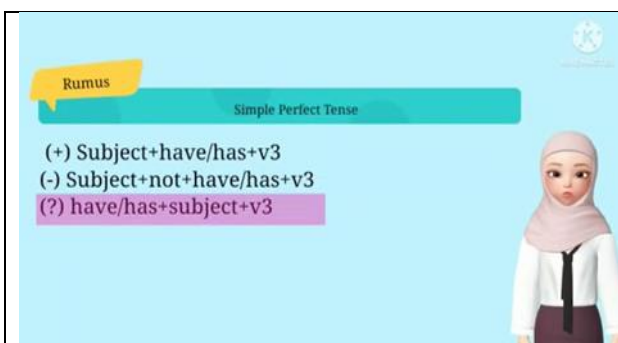 Rumus
Simple Perfect Tense
(+) Subject+have/has+v3
(-) Subject+not+have/has+v3
(?) have/has+subject+v3